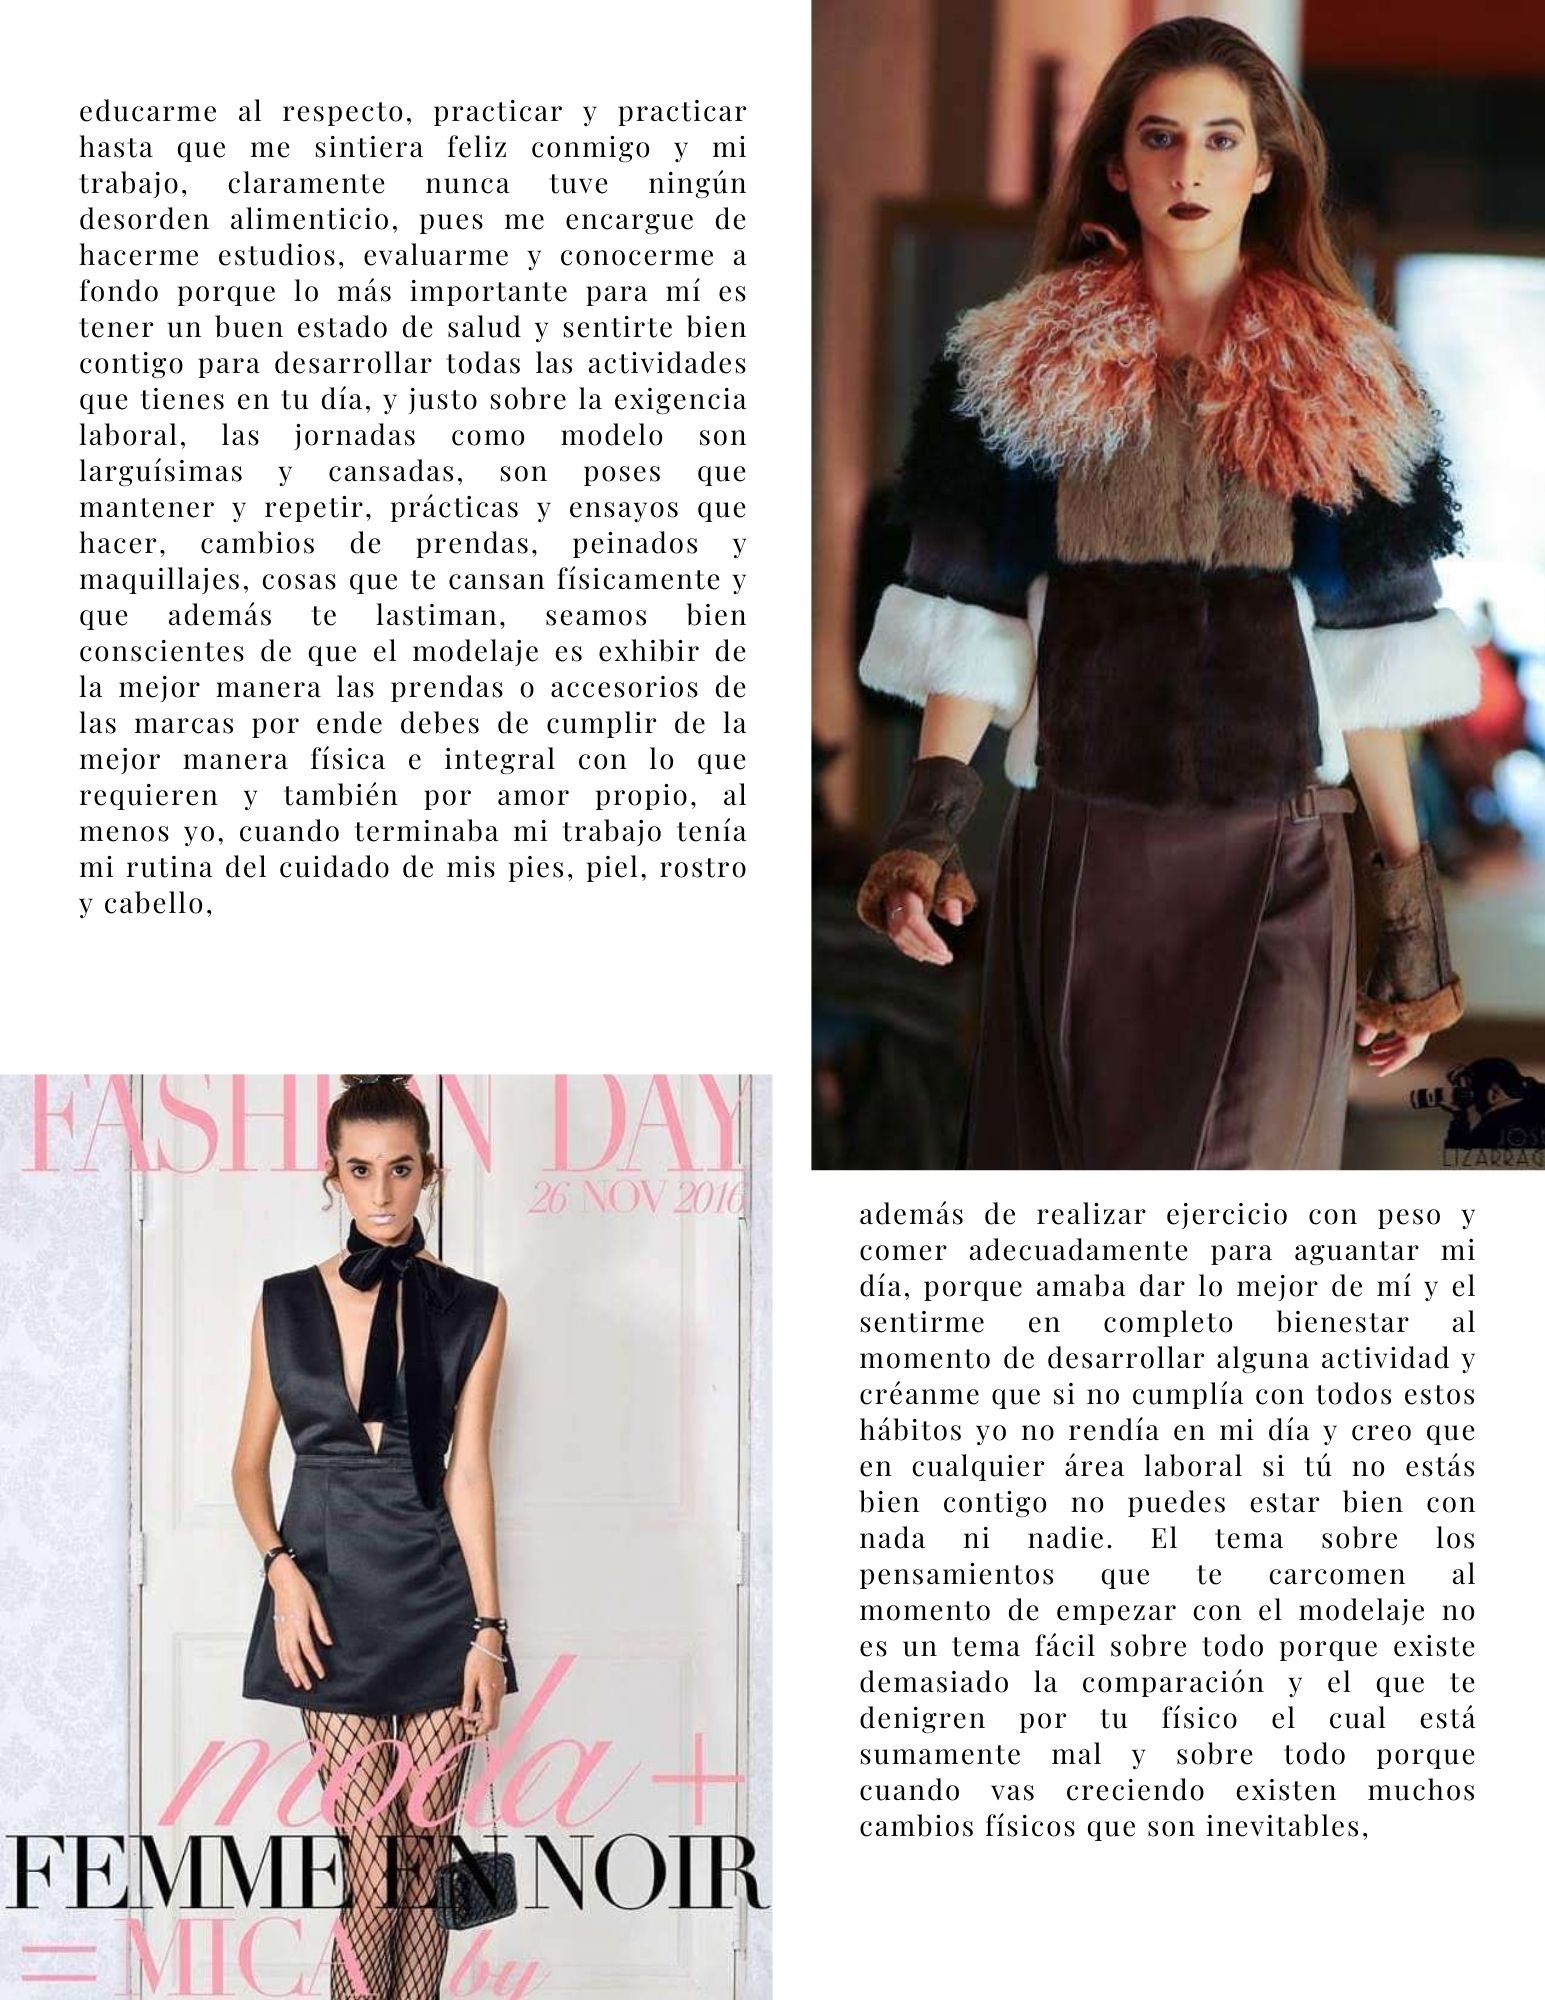 educarme al respecto, practicar y practicar
hasta que me sintiera feliz conmigo y mi
trabajo, claramente nunca tuve ningún
desorden alimenticio, pues me encargue de
hacerme estudios, evaluarme y conocerme a
fondo porque lo más importante para mí es
tener un buen estado de salud y sentirte bien
contigo para desarrollar todas las actividades
que tienes en tu día, y justo sobre la exigencia
laboral, las jornadas como modelo son
larguísimas y cansadas, son poses que
mantener y repetir, prácticas y ensayos que
hacer, cambios de prendas, peinados y
maquillajes, cosas que te cansan físicamente y
que además te lastiman, seamos bien
conscientes de que el modelaje es exhibir de
la mejor manera las prendas o accesorios de
las marcas por ende debes de cumplir de la
mejor manera física e integral con lo que
requieren y también por amor propio, al
menos yo, cuando terminaba mi trabajo tenía
mi rutina del cuidado de mis pies, piel, rostro
y cabello,
FASHION DAY
26 NOV 2016
moda +
FEMME EN NOIR
= MICA by
JOS
LIZARRAG
además de realizar ejercicio con peso y
comer adecuadamente para aguantar mi
día, porque amaba dar lo mejor de mí y el
sentirme en completo bienestar al
momento de desarrollar alguna actividad y
créanme que si no cumplía con todos estos
hábitos yo no rendía en mi día y creo que
en cualquier área laboral si tú no estás
bien contigo no puedes estar bien con
nada ni nadie. El tema sobre los
pensamientos que te carcomen al
momento de empezar con el modelaje no
es un tema fácil sobre todo porque existe
demasiado la comparación y el que te
denigren por tu físico el cual está
sumamente mal y sobre todo porque
cuando vas creciendo existen muchos
cambios físicos que son inevitables,